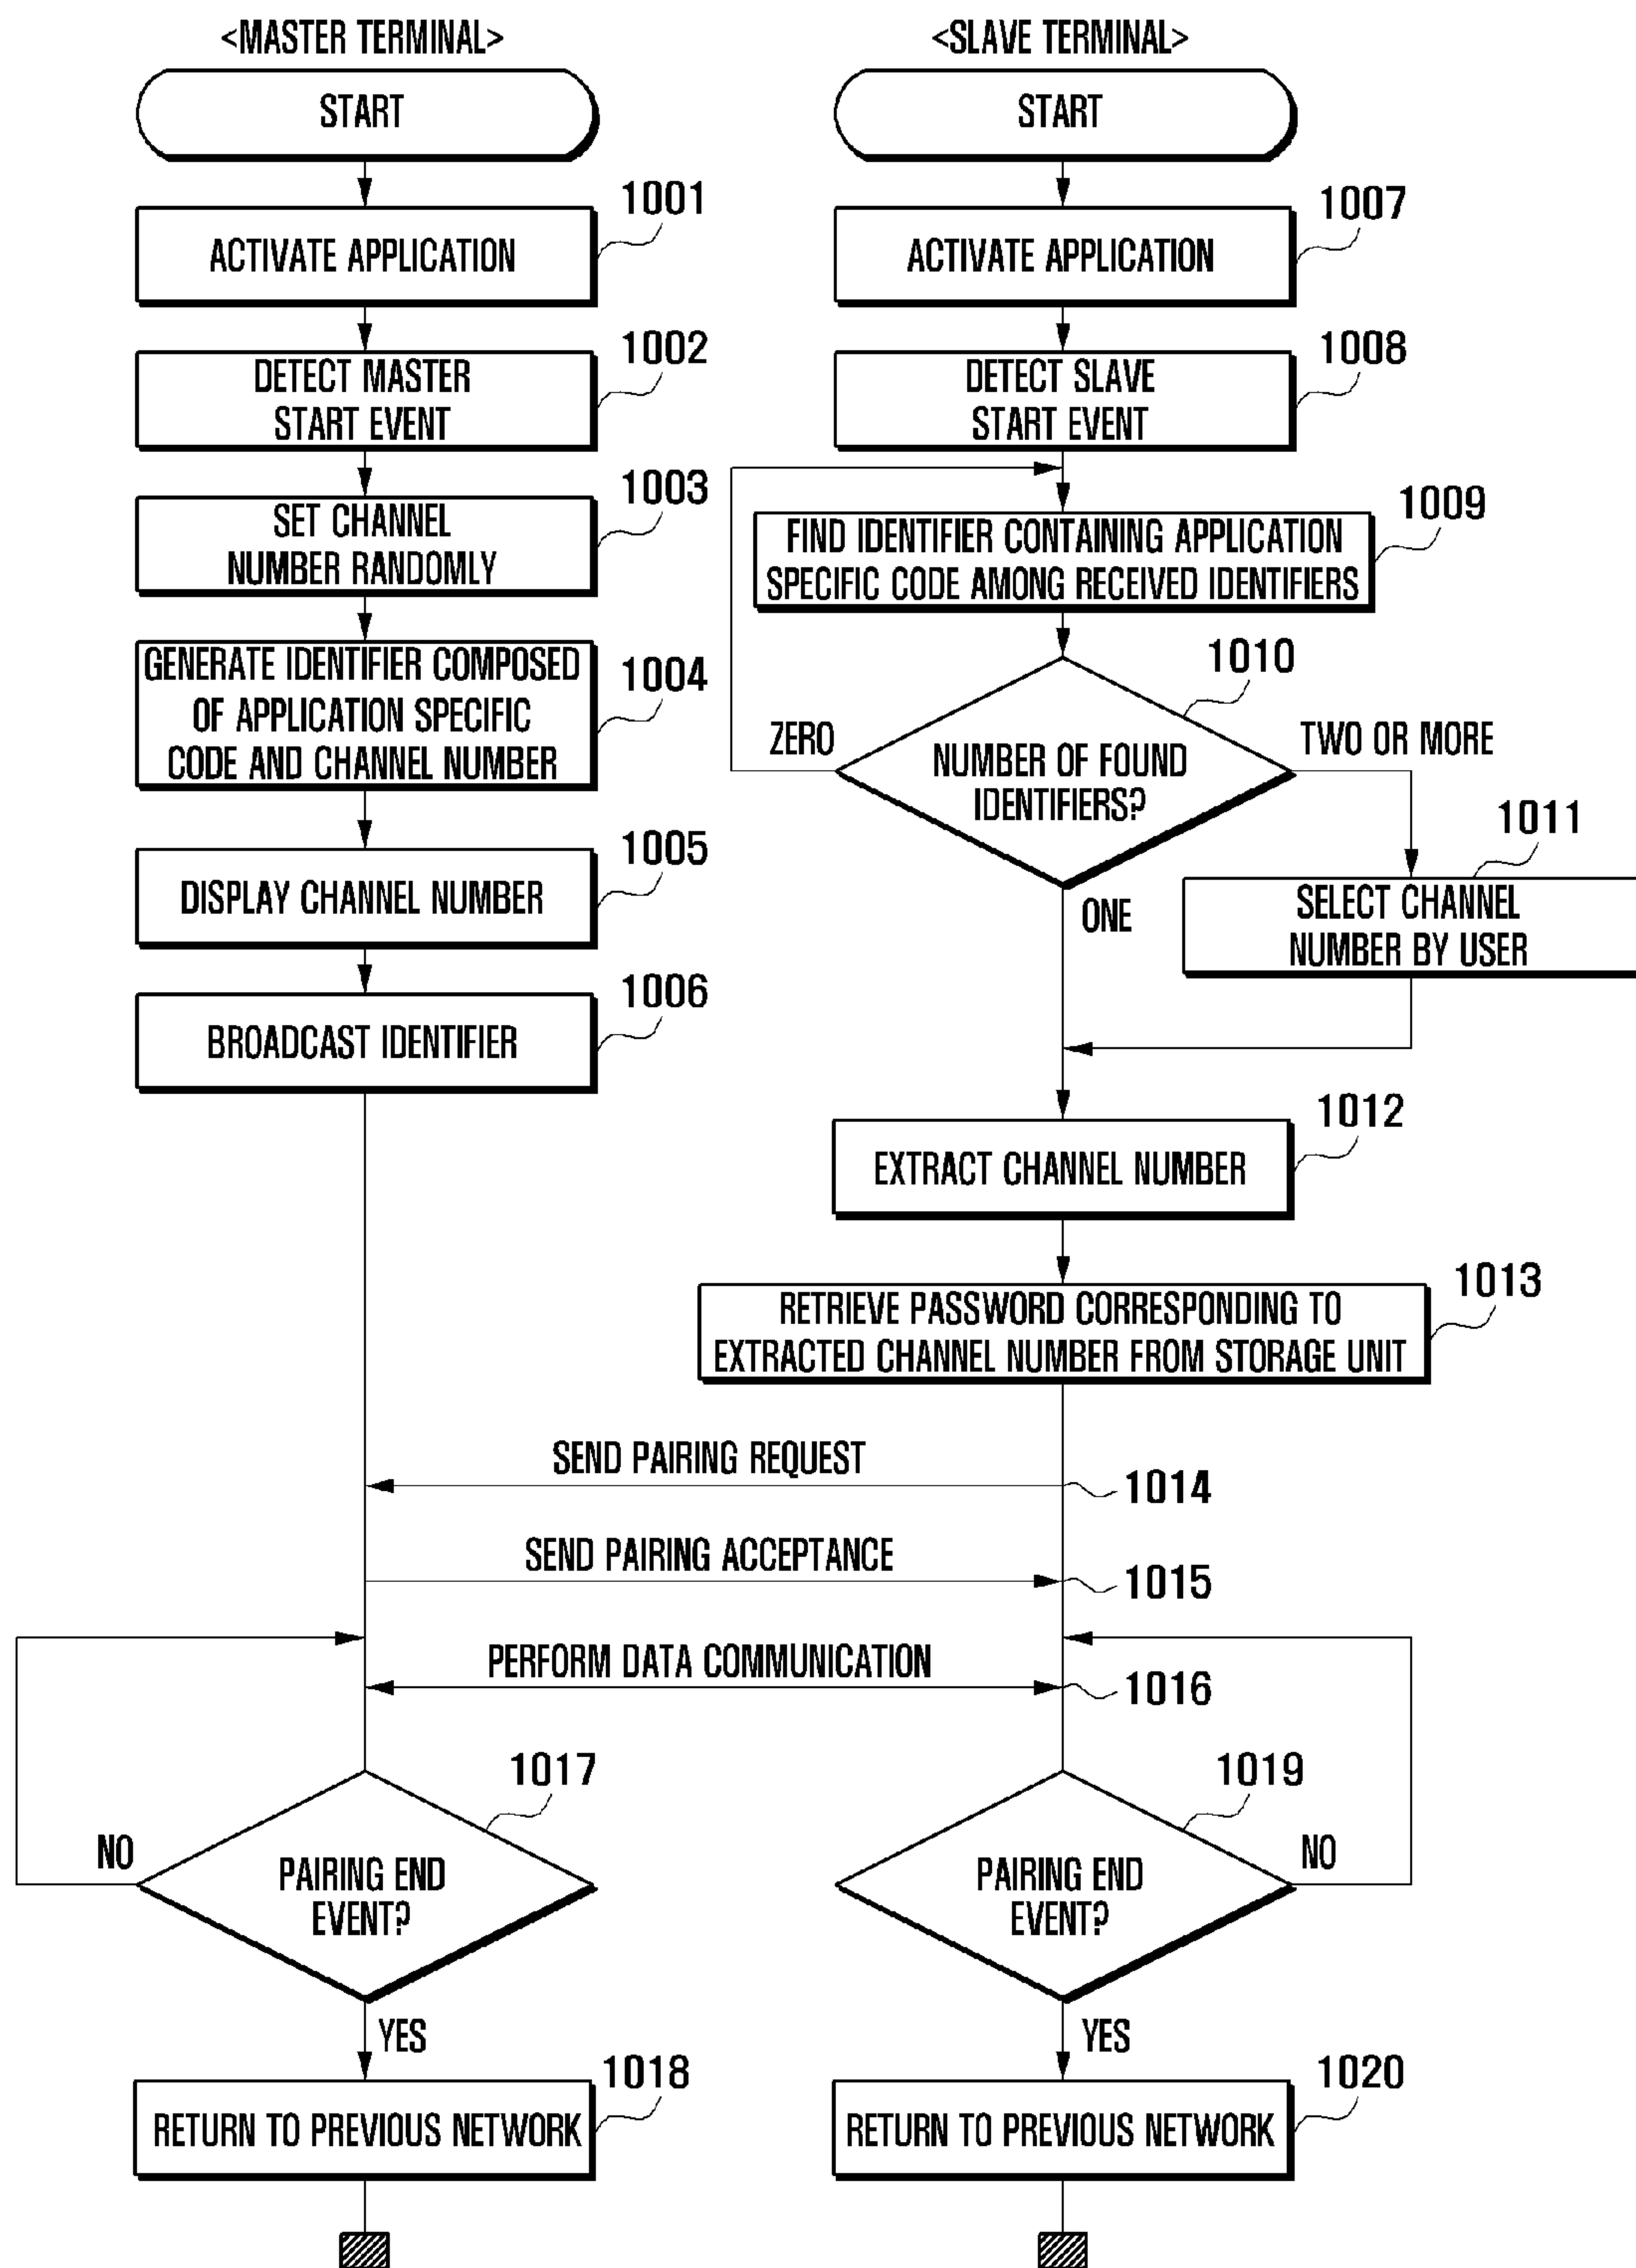 <MASTER TERMINAL>
START
1001
ACTIVATE APPLICATION
1002
DETECT MASTER
START EVENT
1003
SET CHANNEL
NUMBER RANDOMLY
1004
GENERATE IDENTIFIER COMPOSED
OF APPLICATION SPECIFIC
CODE AND CHANNEL NUMBER
1005
DISPLAY CHANNEL NUMBER
1006
BROADCAST IDENTIFIER
<SLAVE TERMINAL>
START
1007
ACTIVATE APPLICATION
1008
DETECT SLAVE
START EVENT
1009
FIND IDENTIFIER CONTAINING APPLICATION
SPECIFIC CODE AMONG RECEIVED IDENTIFIERS
1010
ZERO
NUMBER OF FOUND
IDENTIFIERS?
TWO OR MORE
1011
SELECT CHANNEL
NUMBER BY USER
ONE
1012
EXTRACT CHANNEL NUMBER
1013
RETRIEVE PASSWORD CORRESPONDING TO
EXTRACTED CHANNEL NUMBER FROM STORAGE UNIT
SEND PAIRING REQUEST
1014
SEND PAIRING ACCEPTANCE
1015
PERFORM DATA COMMUNICATION
1016
1017
NO
PAIRING END
EVENT?
YES
1018
RETURN TO PREVIOUS NETWORK
1019
NO
PAIRING END
EVENT?
YES
1020
RETURN TO PREVIOUS NETWORK